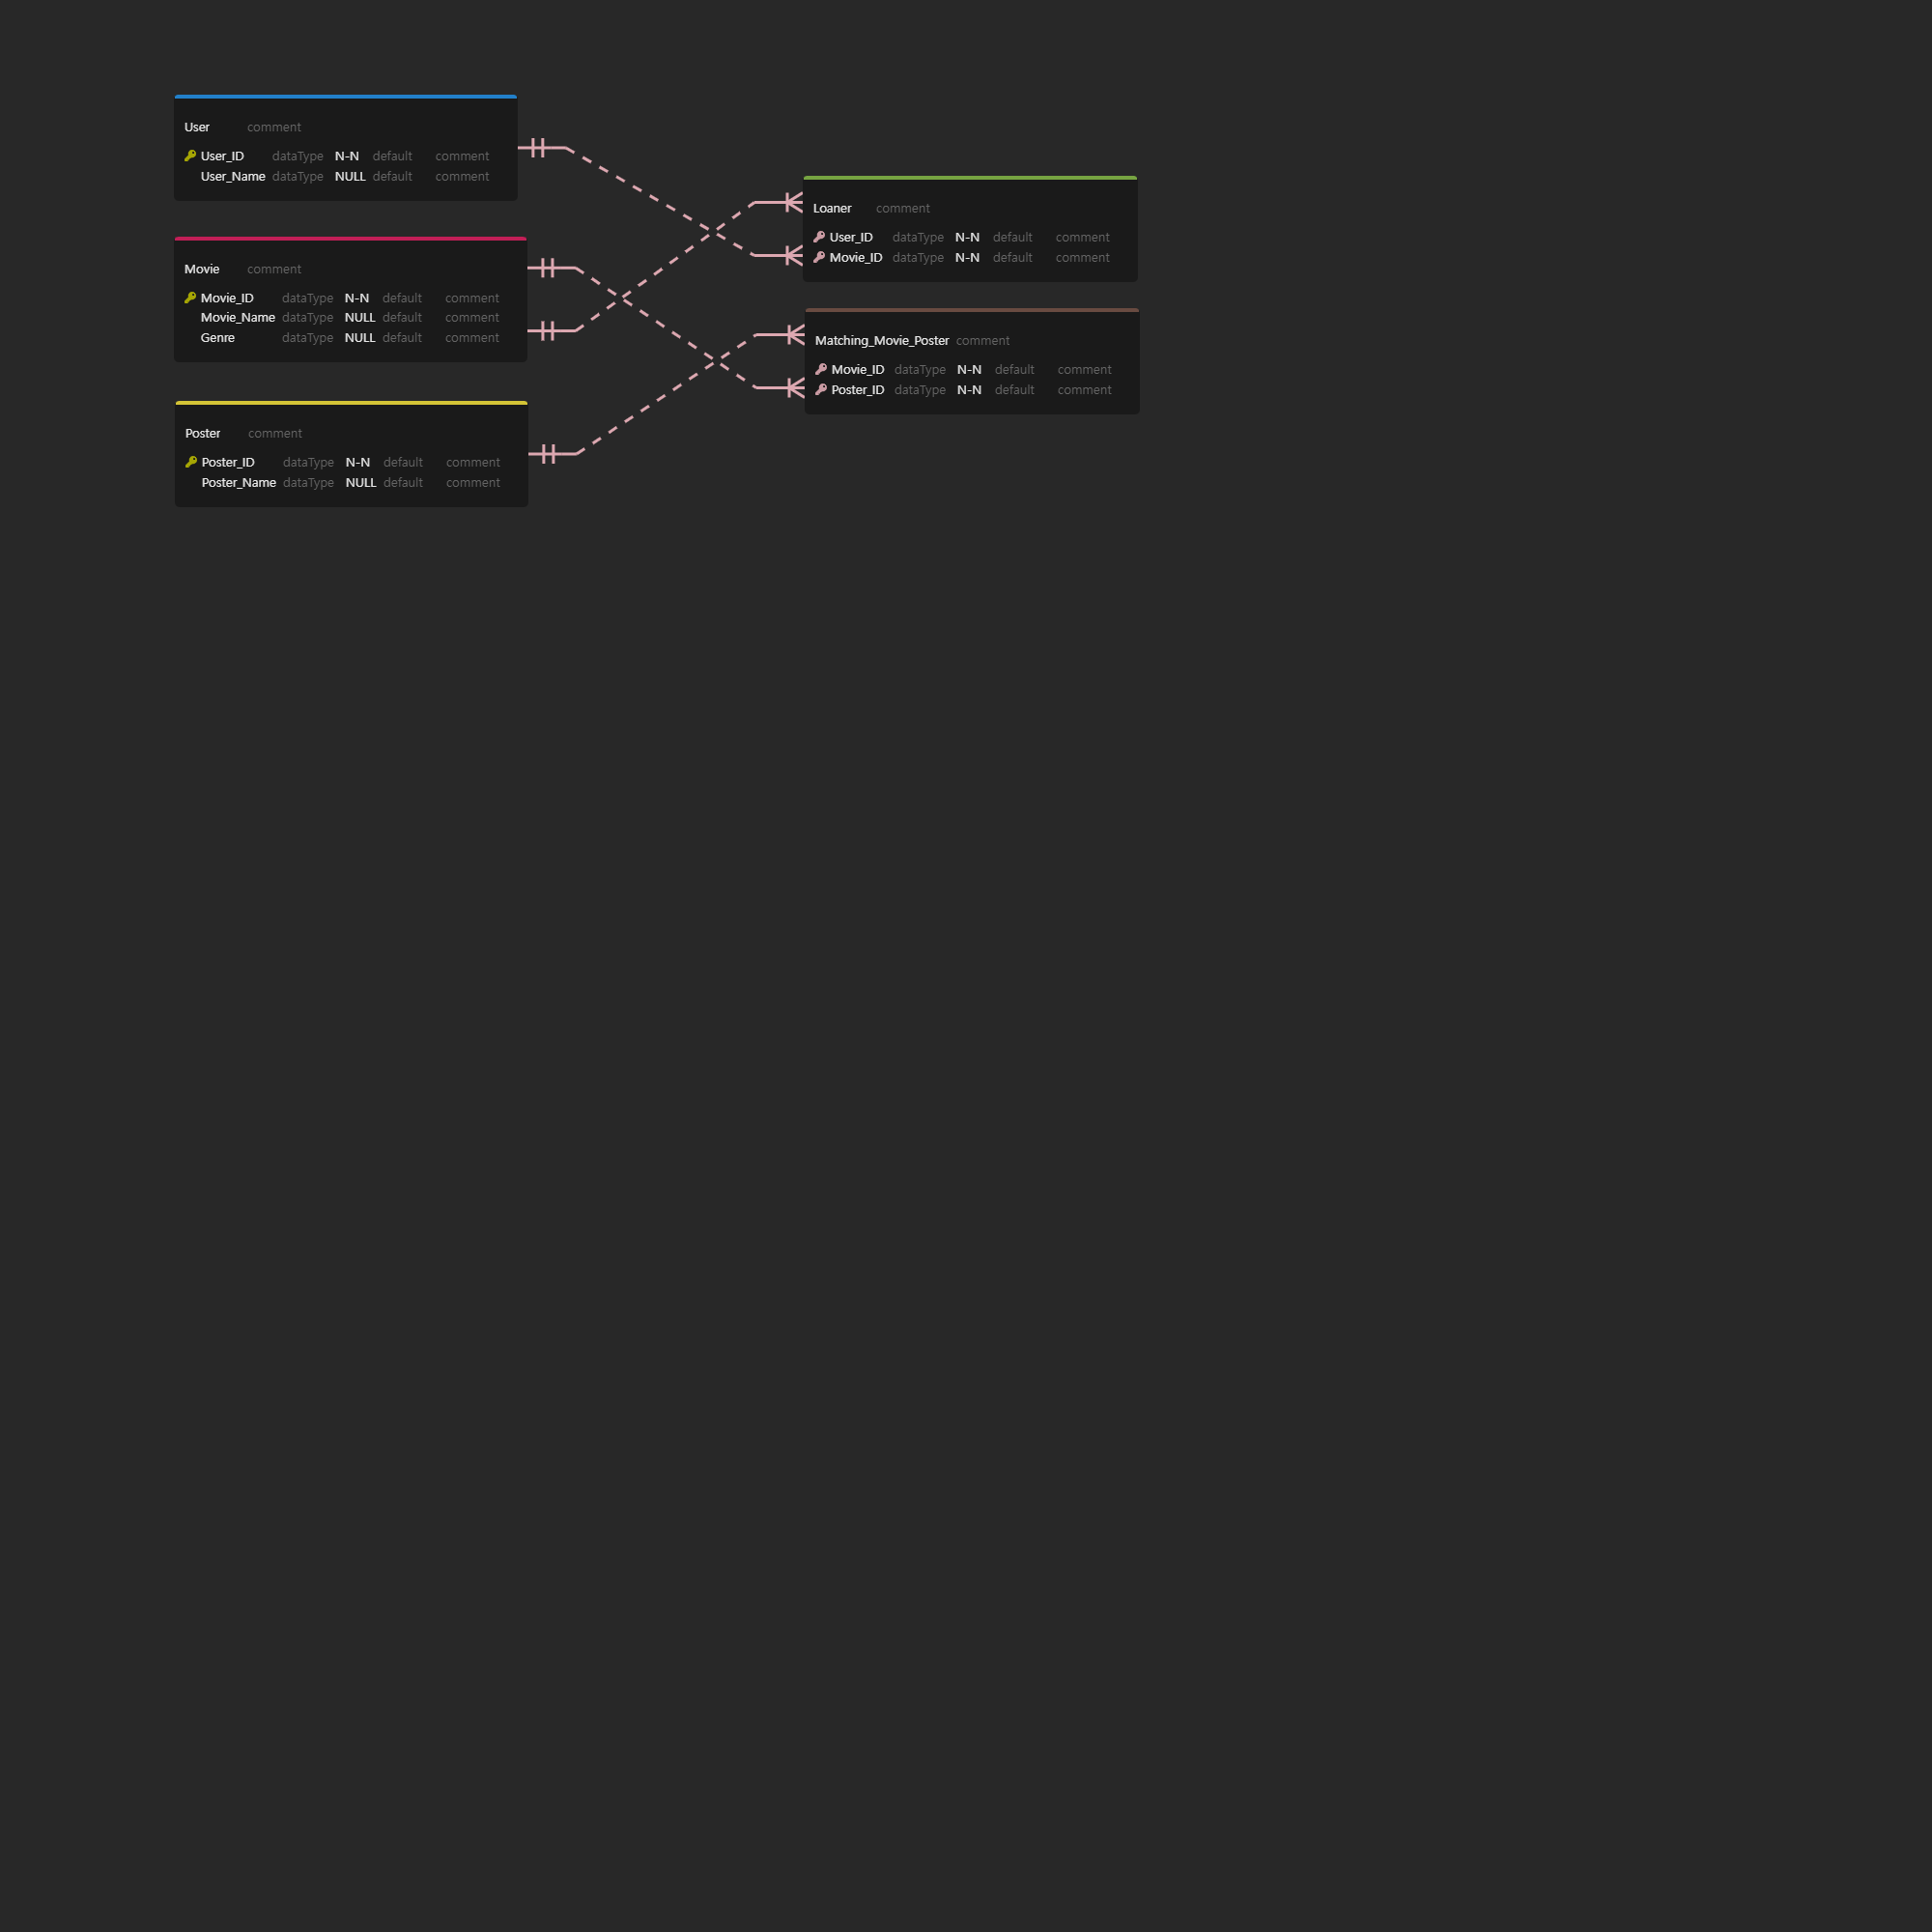 User comment
User_ID dataType N-N default comment
User_Name dataType NULL default comment
Movie comment
Movie_ID dataType N-N default comment
Movie_Name dataType NULL default comment
Genre dataType NULL default comment
Poster comment
Poster_ID dataType N-N default comment
Poster_Name dataType NULL default comment
Loaner comment
User_ID dataType N-N default comment
Movie_ID dataType N-N default comment
Matching_Movie_Poster comment
Movie_ID dataType N-N default comment
Poster_ID dataType N-N default comment